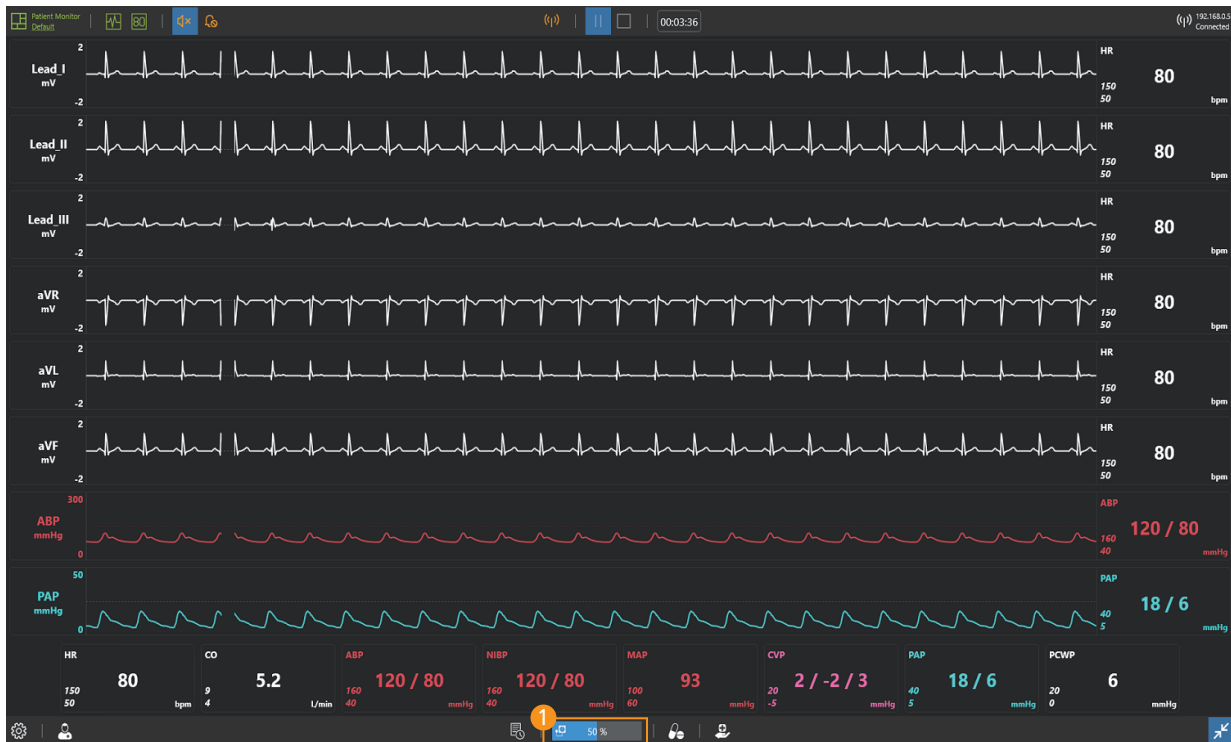 Patient Monitor
Default
80
00:03:36
192.168.0.5
Connected
2
Lead_I
mV
-2
HR
80
150
50
bpm
2
Lead_II
mV
-2
HR
80
150
50
bpm
2
Lead_III
mV
-2
HR
80
150
50
bpm
2
aVR
mV
-2
HR
80
150
50
bpm
2
aVL
mV
-2
HR
80
150
50
bpm
2
aVF
mV
-2
HR
80
150
50
bpm
300
ABP
mmHg
0
ABP
120 / 80
160
40
mmHg
50
PAP
mmHg
0
PAP
18 / 6
40
5
mmHg
HR
80
150
50
bpm
CO
5.2
9
4
l/min
ABP
120 / 80
160
40
mmHg
NIBP
120 / 80
160
40
mmHg
MAP
93
100
60
mmHg
CVP
2 / -2 / 3
20
-5
mmHg
PAP
18 / 6
40
5
mmHg
PCWP
6
20
0
mmHg
1
50 %